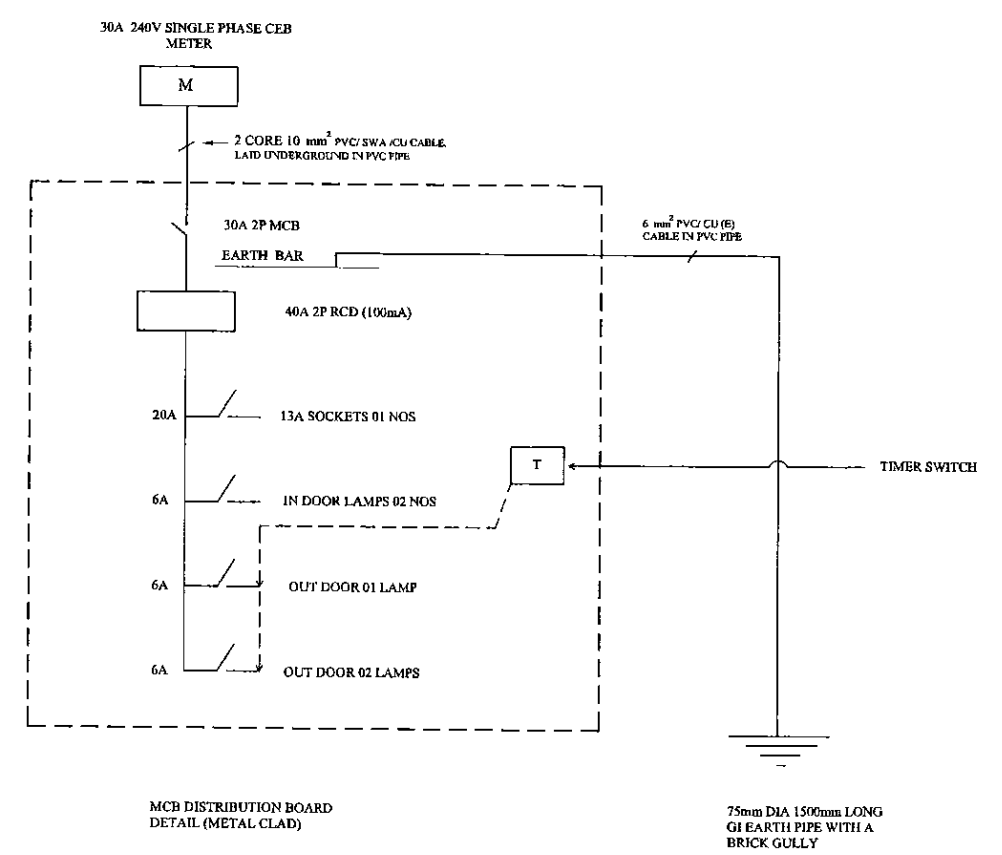 30A 240V SINGLE PHASE CEB
METER
M
2 CORE 10 mm² PVC/ SWA /CU CABLE,
LAID UNDERGROUND IN PVC PIPE
30A 2P MCB
6 mm² PVC/ CU (E)
CABLE IN PVC PIPE
EARTH BAR
40A 2P RCD (100mA)
20A
13A SOCKETS 01 NOS
T
TIMER SWITCH
6A
IN DOOR LAMPS 02 NOS
6A
OUT DOOR 01 LAMP
6A
OUT DOOR 02 LAMPS
MCB DISTRIBUTION BOARD
DETAIL (METAL CLAD)
75mm DIA 1500mm LONG
GI EARTH PIPE WITH A
BRICK GULLY